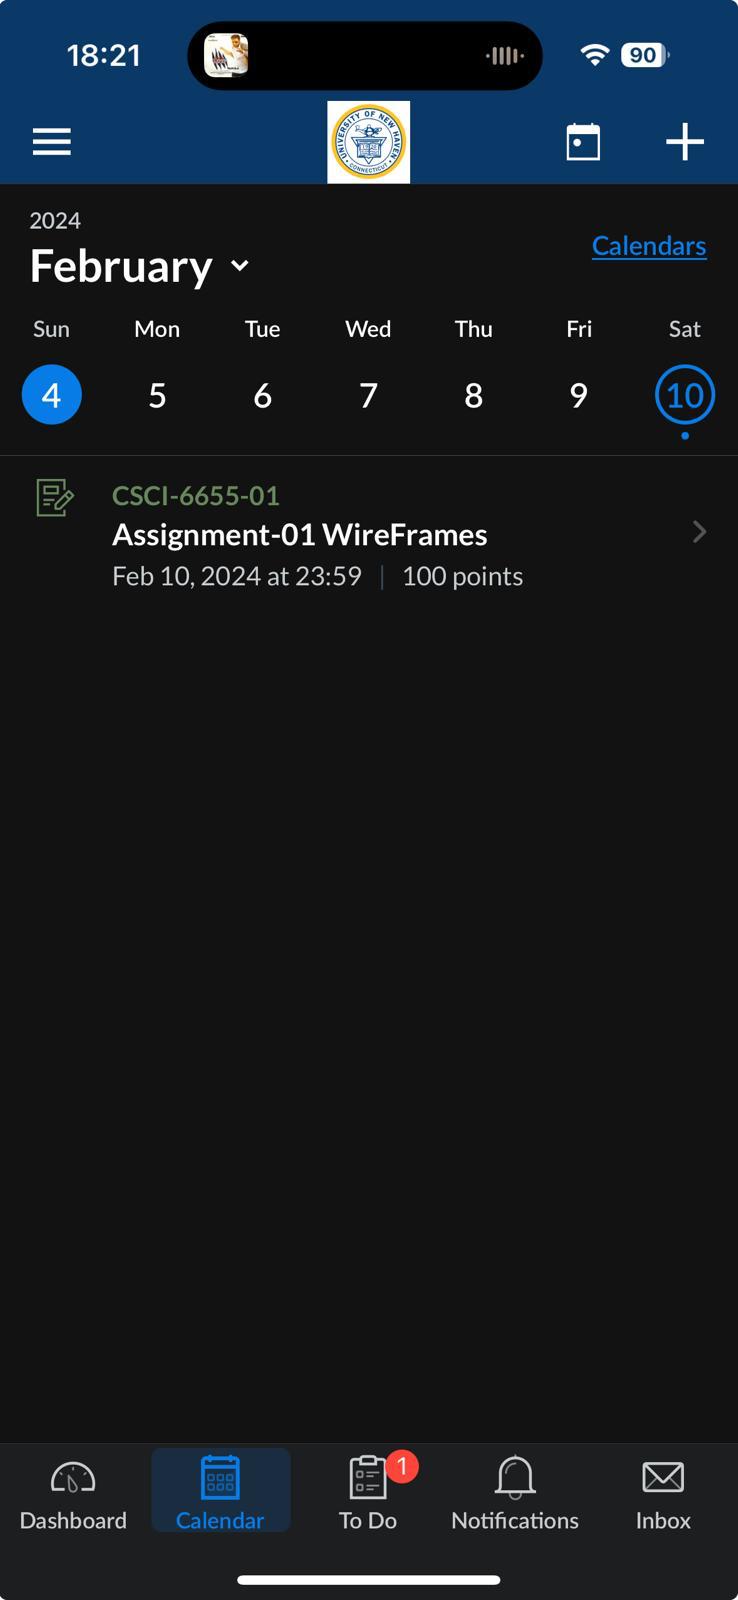 18:21
90
UNIVERSITY OF NEW HAVEN
CONNECTICUT
2024
February
Calendars
Sun Mon Tue Wed Thu Fri Sat
4 5 6 7 8 9 10
CSCI-6655-01
Assignment-01 WireFrames
Feb 10, 2024 at 23:59 | 100 points
1
Dashboard Calendar To Do Notifications Inbox